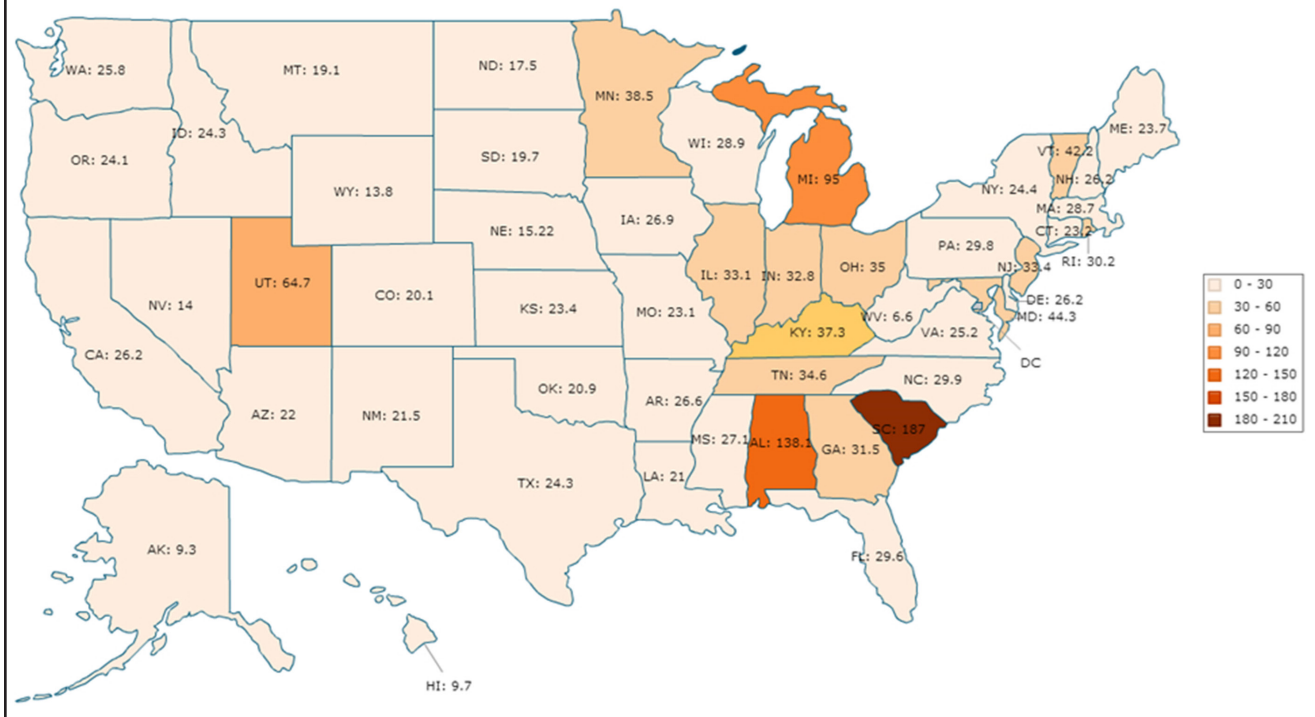 WA: 25.8
MT: 19.1
ND: 17.5
MN: 38.5
ID: 24.3
OR: 24.1
SD: 19.7
WI: 28.9
ME: 23.7
VT: 42.2
NH: 26.2
NY: 24.4
MI: 95
WY: 13.8
MA: 28.7
IA: 26.9
NE: 15.22
CT: 23.2
PA: 29.8
RI: 30.2
IL: 33.1
IN: 32.8
OH: 35
NJ: 33.4
UT: 64.7
CO: 20.1
NV: 14
KS: 23.4
MO: 23.1
DE: 26.2
MD: 44.3
WV: 6.6
KY: 37.3
VA: 25.2
CA: 26.2
DC
TN: 34.6
NC: 29.9
OK: 20.9
AR: 26.6
AZ: 22
NM: 21.5
MS: 27.1
AL: 138.1
GA: 31.5
SC: 187
LA: 21
TX: 24.3
AK: 9.3
FL: 29.6
HI: 9.7
0 - 30
30 - 60
60 - 90
90 - 120
120 - 150
150 - 180
180 - 210